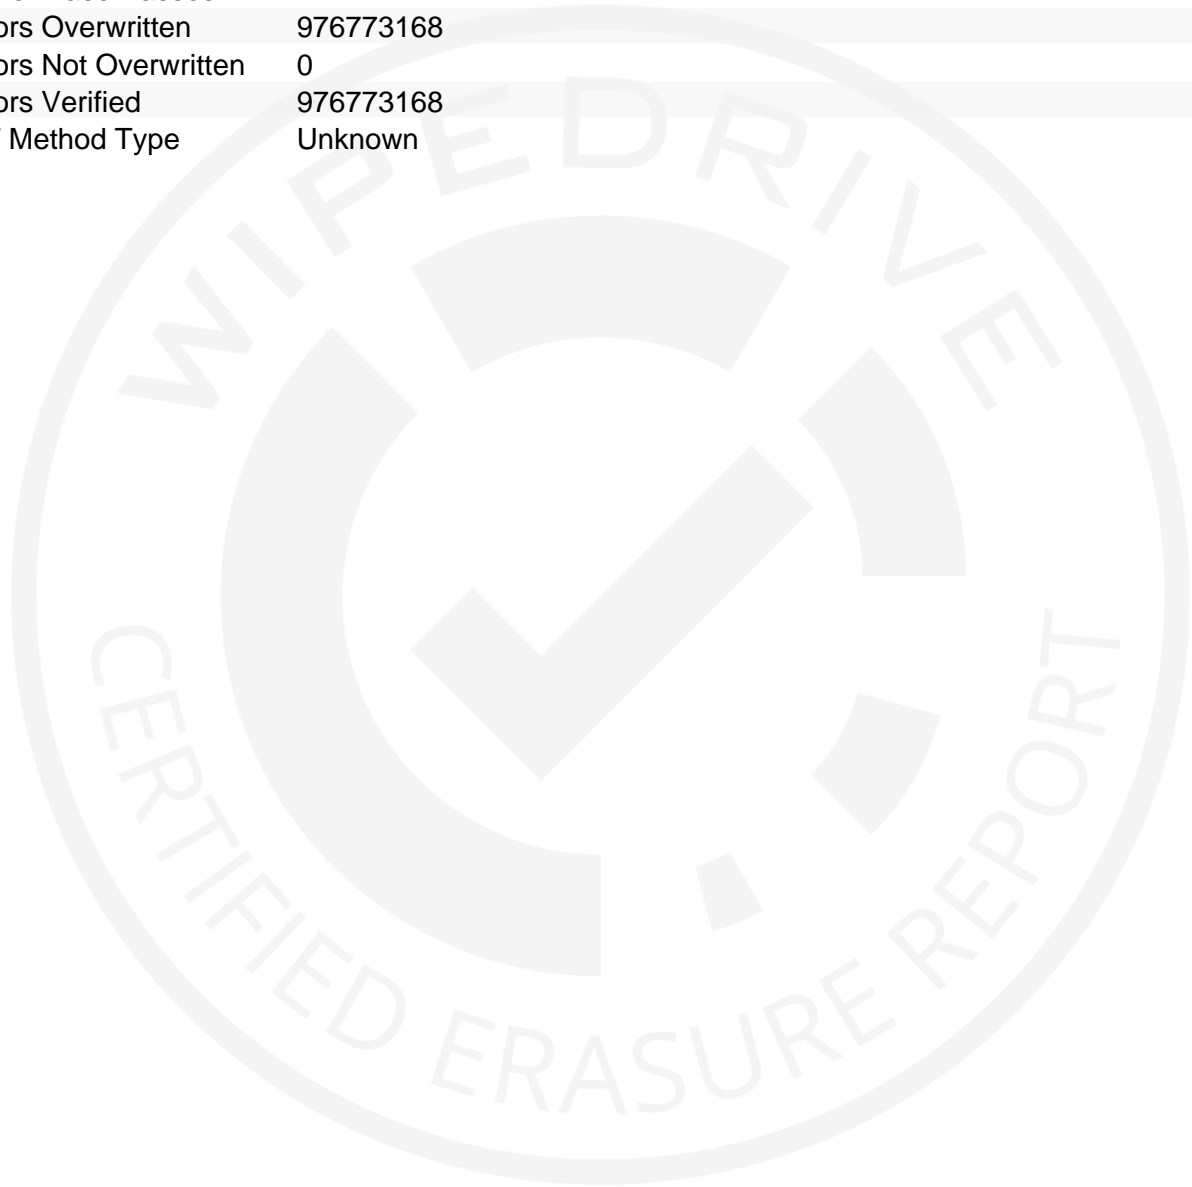 ors Overwritten 976773168
ors Not Overwritten 0
ors Verified 976773168
Method Type Unknown
WIPEDRIVE
CERTIFIED ERASURE REPORT